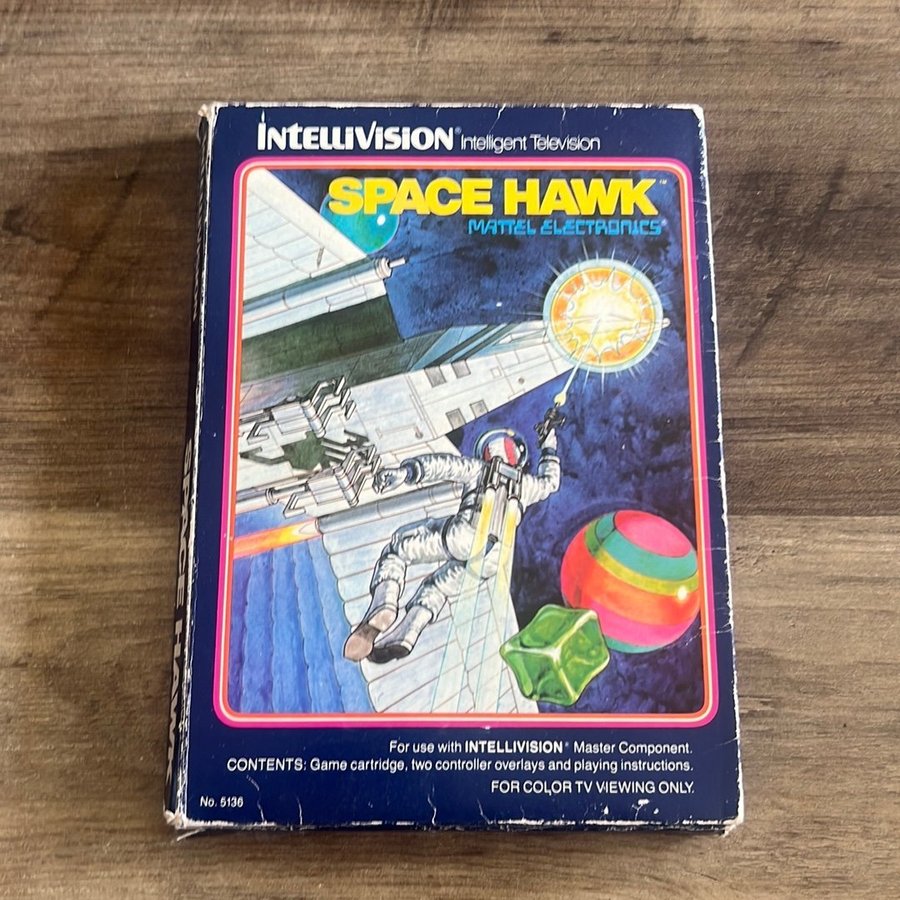 INTELLIVISION® Intelligent Television
SPACE HAWK™
MATTEL ELECTRONICS®
SPACE HAWK
For use with INTELLIVISION® Master Component.
CONTENTS: Game cartridge, two controller overlays and playing instructions.
FOR COLOR TV VIEWING ONLY.
No. 5136